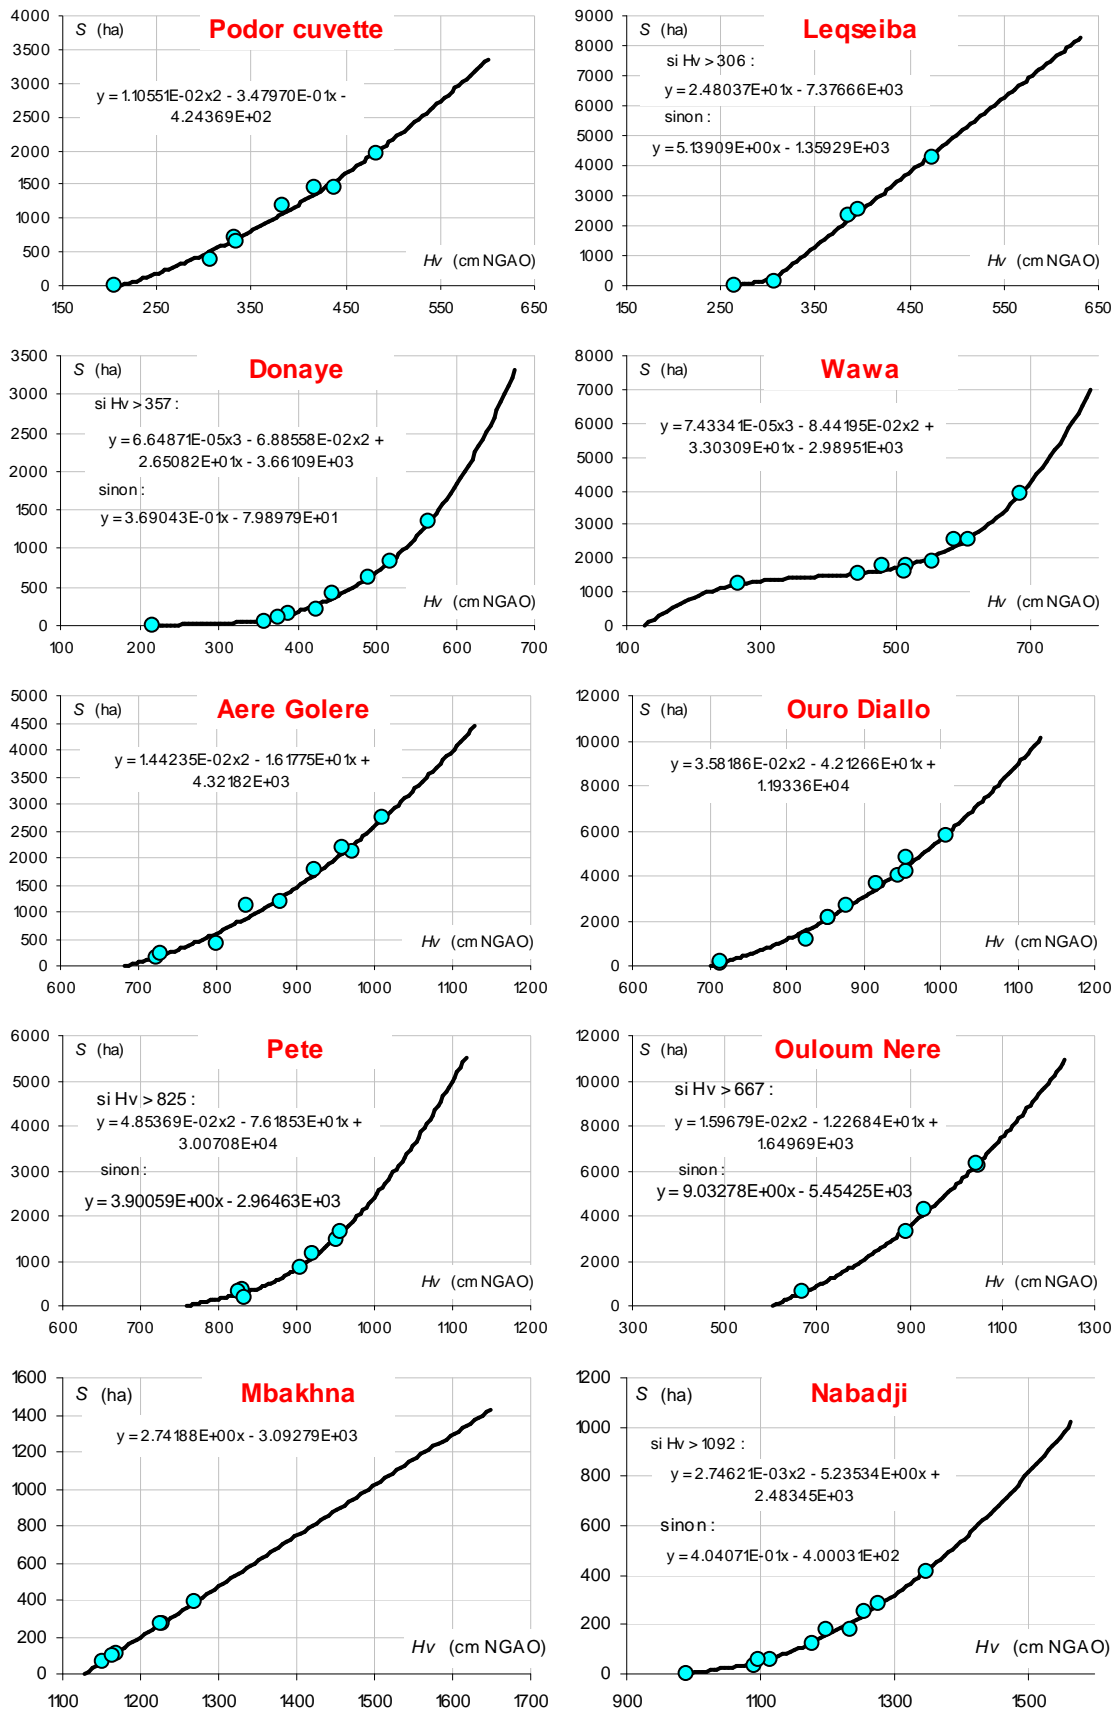 Podor cuvette
S (ha)
y = 1.10551E-02x2 - 3.47970E-01x -
4.24369E+02
Hv (cm NGAO)
4000
3500
3000
2500
2000
1500
1000
500
0
150 250 350 450 550 650
Leqseiba
S (ha)
si Hv > 306 :
y = 2.48037E+01x - 7.37666E+03
sinon :
y = 5.13909E+00x - 1.35929E+03
Hv (cm NGAO)
9000
8000
7000
6000
5000
4000
3000
2000
1000
0
150 250 350 450 550 650
Donaye
S (ha)
si Hv > 357 :
y = 6.64871E-05x3 - 6.88558E-02x2 +
2.65082E+01x - 3.66109E+03
sinon :
y = 3.69043E-01x - 7.98979E+01
Hv (cm NGAO)
3500
3000
2500
2000
1500
1000
500
0
100 200 300 400 500 600 700
Wawa
S (ha)
y = 7.43341E-05x3 - 8.44195E-02x2 +
3.30309E+01x - 2.98951E+03
Hv (cm NGAO)
8000
7000
6000
5000
4000
3000
2000
1000
0
100 300 500 700
Aere Golere
S (ha)
y = 1.44235E-02x2 - 1.61775E+01x +
4.32182E+03
Hv (cm NGAO)
5000
4500
4000
3500
3000
2500
2000
1500
1000
500
0
600 700 800 900 1000 1100 1200
Ouro Diallo
S (ha)
y = 3.58186E-02x2 - 4.21266E+01x +
1.19336E+04
Hv (cm NGAO)
12000
10000
8000
6000
4000
2000
0
600 700 800 900 1000 1100 1200
Pete
S (ha)
si Hv > 825 :
y = 4.85369E-02x2 - 7.61853E+01x +
3.00708E+04
sinon :
y = 3.90059E+00x - 2.96463E+03
Hv (cm NGAO)
6000
5000
4000
3000
2000
1000
0
600 700 800 900 1000 1100 1200
Ouloum Nere
S (ha)
si Hv > 667 :
y = 1.59679E-02x2 - 1.22684E+01x +
1.64969E+03
sinon :
y = 9.03278E+00x - 5.45425E+03
Hv (cm NGAO)
12000
10000
8000
6000
4000
2000
0
300 500 700 900 1100 1300
Mbakhna
S (ha)
y = 2.74188E+00x - 3.09279E+03
Hv (cm NGAO)
1600
1400
1200
1000
800
600
400
200
0
1100 1200 1300 1400 1500 1600 1700
Nabadji
S (ha)
si Hv > 1092 :
y = 2.74621E-03x2 - 5.23534E+00x +
2.48345E+03
sinon :
y = 4.04071E-01x - 4.00031E+02
Hv (cm NGAO)
1200
1000
800
600
400
200
0
900 1100 1300 1500